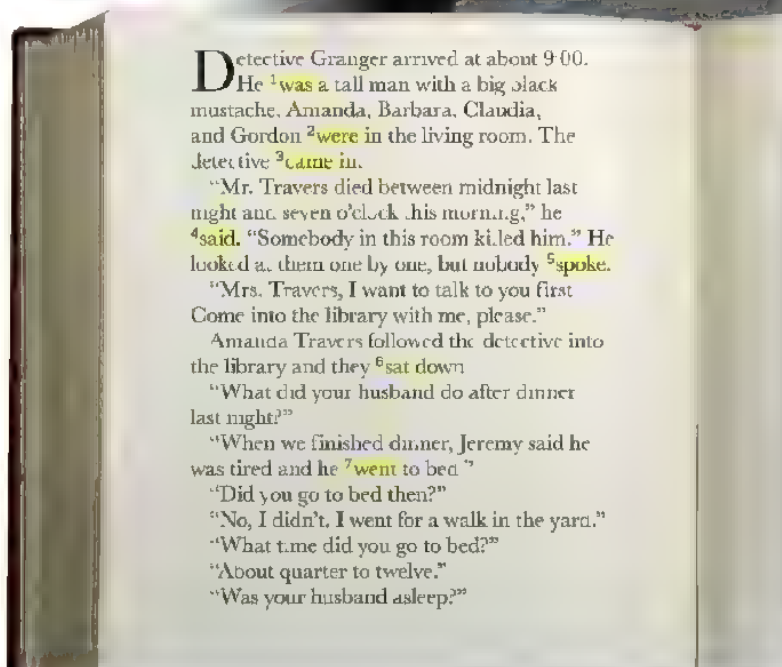 Detective Granger arrived at about 9:00.
He ¹was a tall man with a big black
mustache. Amanda, Barbara, Claudia,
and Gordon ²were in the living room. The
detective ³came in.
"Mr. Travers died between midnight last
night and seven o'clock this morning," he
⁴said. "Somebody in this room killed him." He
looked at them one by one, but nobody ⁵spoke.
"Mrs. Travers, I want to talk to you first.
Come into the library with me, please."
Amanda Travers followed the detective into
the library and they ⁶sat down.
"What did your husband do after dinner
last night?"
"When we finished dinner, Jeremy said he
was tired and he ⁷went to bed."
"Did you go to bed then?"
"No, I didn't. I went for a walk in the yard."
"What time did you go to bed?"
"About quarter to twelve."
"Was your husband asleep?"